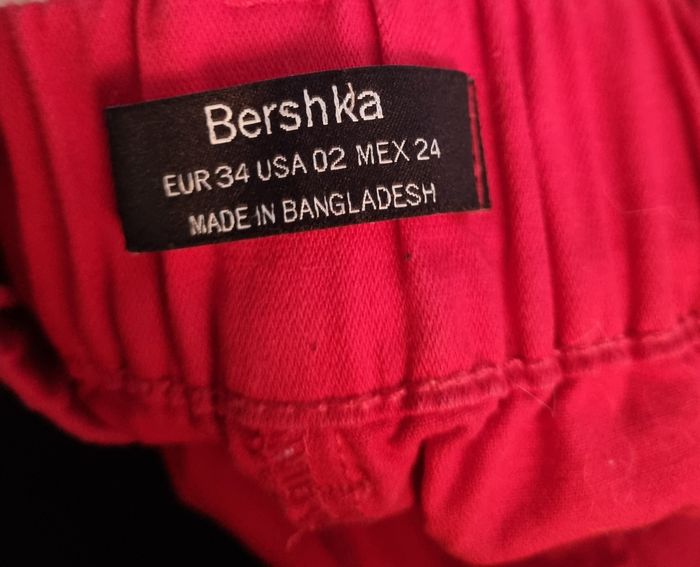 Bershka
EUR 34 USA 02 MEX 24
MADE IN BANGLADESH